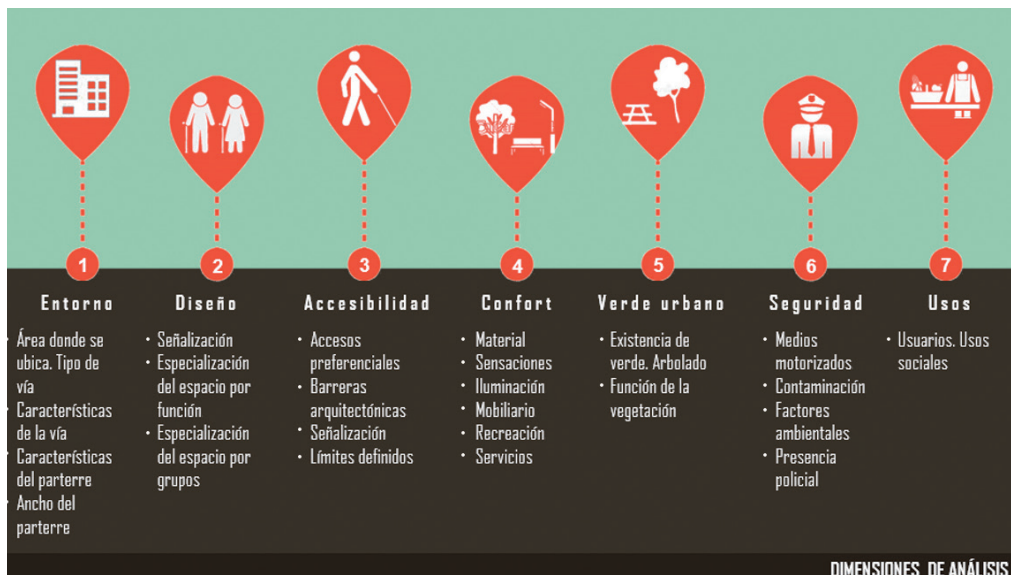 1
Entorno
• Área donde se
ubica. Tipo de
vía
• Características
de la vía
• Características
del parterre
• Ancho del
parterre
2
Diseño
• Señalización
• Especialización
del espacio por
función
• Especialización
del espacio por
grupos
3
Accesibilidad
• Accesos
preferenciales
• Barreras
arquitectónicas
• Señalización
• Límites definidos
4
Confort
• Material
• Sensaciones
• Iluminación
• Mobiliario
• Recreación
• Servicios
5
Verde urbano
• Existencia de
verde. Arbolado
• Función de la
vegetación
6
Seguridad
• Medios
motorizados
• Contaminación
• Factores
ambientales
• Presencia
policial
7
Usos
• Usuarios. Usos
sociales
DIMENSIONES DE ANÁLISIS